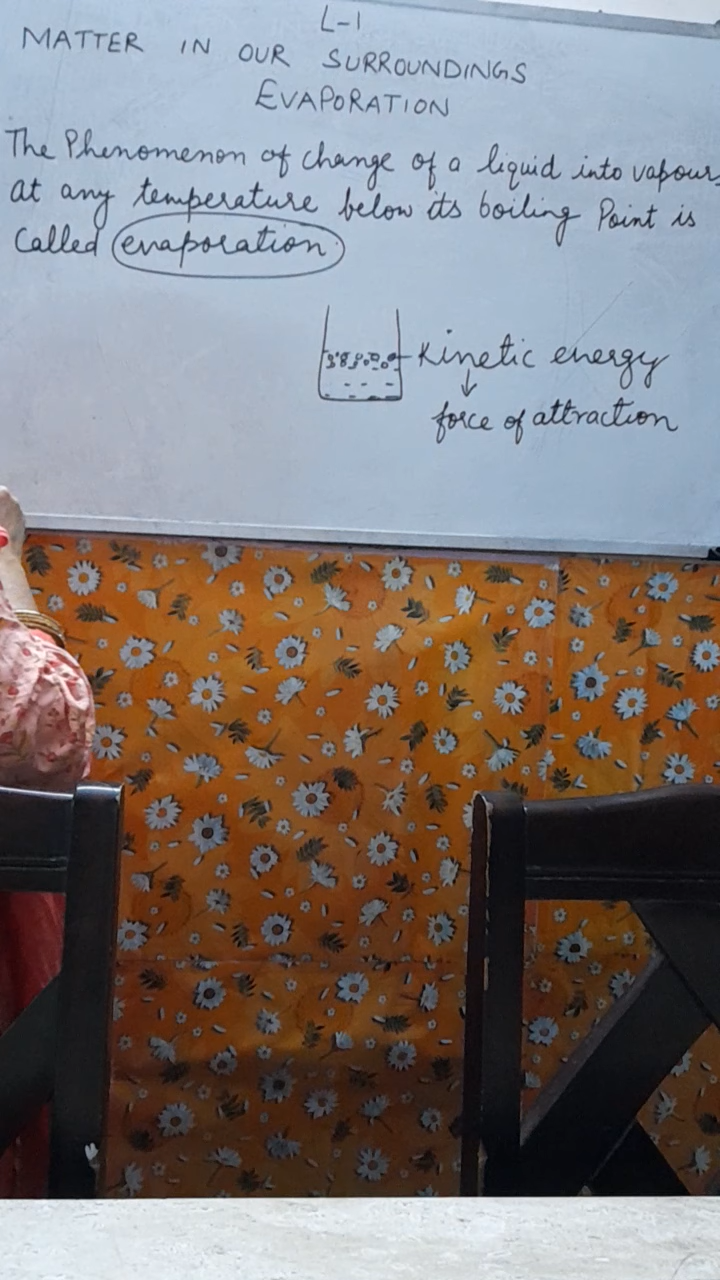 L-1
MATTER IN OUR SURROUNDINGS
EVAPORATION
The Phenomenon of change of a liquid into vapour
at any temperature below its boiling Point is
Called evaporation
Kinetic energy
↓
force of attraction